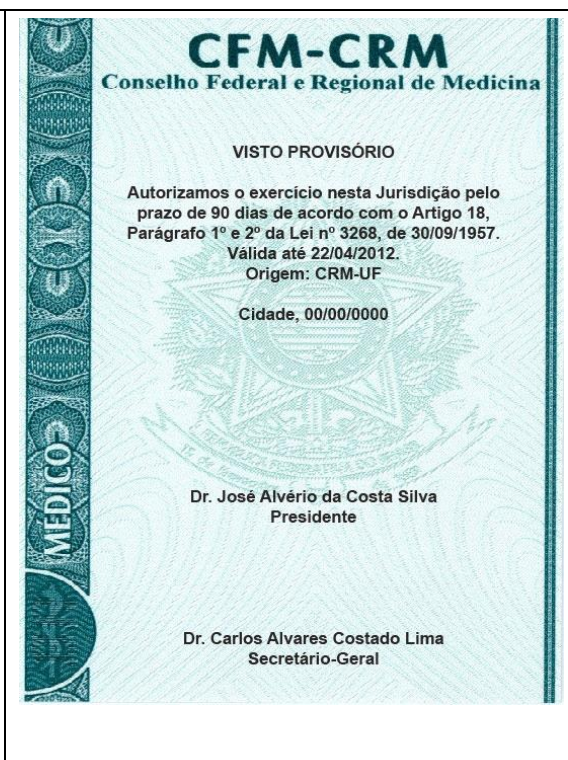 CFM-CRM
Conselho Federal e Regional de Medicina
VISTO PROVISÓRIO
Autorizamos o exercício nesta Jurisdição pelo
prazo de 90 dias de acordo com o Artigo 18,
Parágrafo 1º e 2º da Lei nº 3268, de 30/09/1957.
Válida até 22/04/2012.
Origem: CRM-UF
Cidade, 00/00/0000
MÉDICO
Dr. José Alvério da Costa Silva
Presidente
Dr. Carlos Alvares Costado Lima
Secretário-Geral